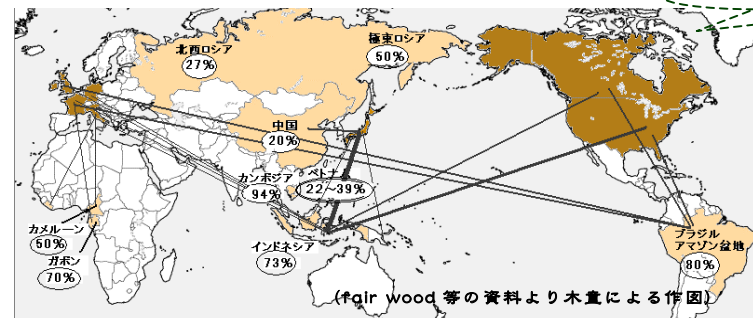 北西ロシア
27%
極東ロシア
50%
中国
20%
カンボジア
94%
ベトナ
22～39%
カメルーン
50%
ガボン
70%
インドネシア
73%
ブラジル
アマゾン盆地
80%
(fair wood 等の資料より木童による作図)